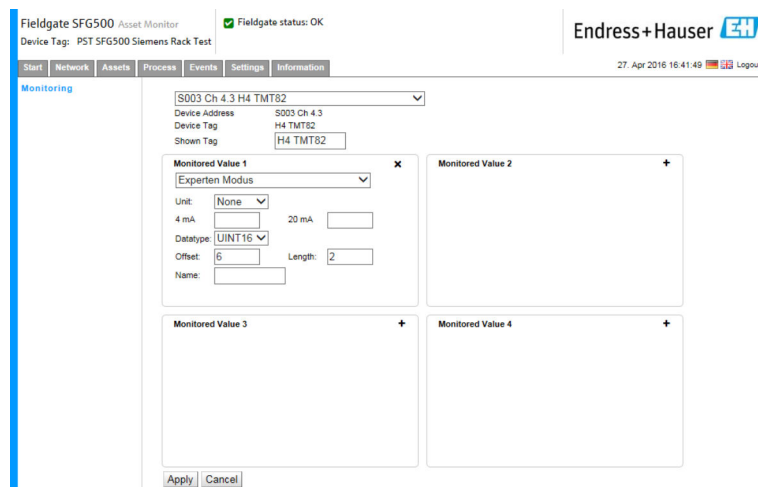 Fieldgate SFG500 Asset Monitor
Fieldgate status: OK
Device Tag: PST SFG500 Siemens Rack Test
Endress+Hauser EH
Start Network Assets Process Events Settings Information
27. Apr 2016 16:41:49 Logou
Monitoring
S003 Ch 4.3 H4 TMT82
Device Address S003 Ch 4.3
Device Tag H4 TMT82
Shown Tag H4 TMT82
Monitored Value 1
Experten Modus
Unit: None
4 mA 20 mA
Datatype: UINT16
Offset: 6 Length: 2
Name:
Monitored Value 2
Monitored Value 3
Monitored Value 4
Apply Cancel